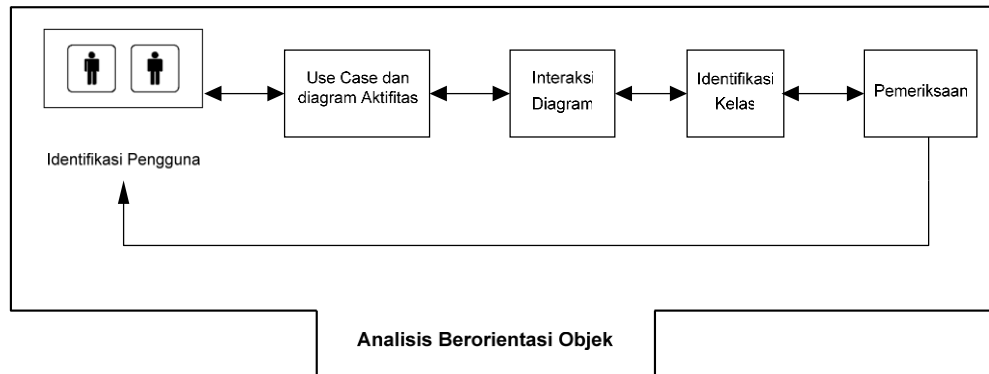 Use Case dan
diagram Aktifitas
Interaksi
Diagram
Identifikasi
Kelas
Pemeriksaan
Identifikasi Pengguna
Analisis Berorientasi Objek